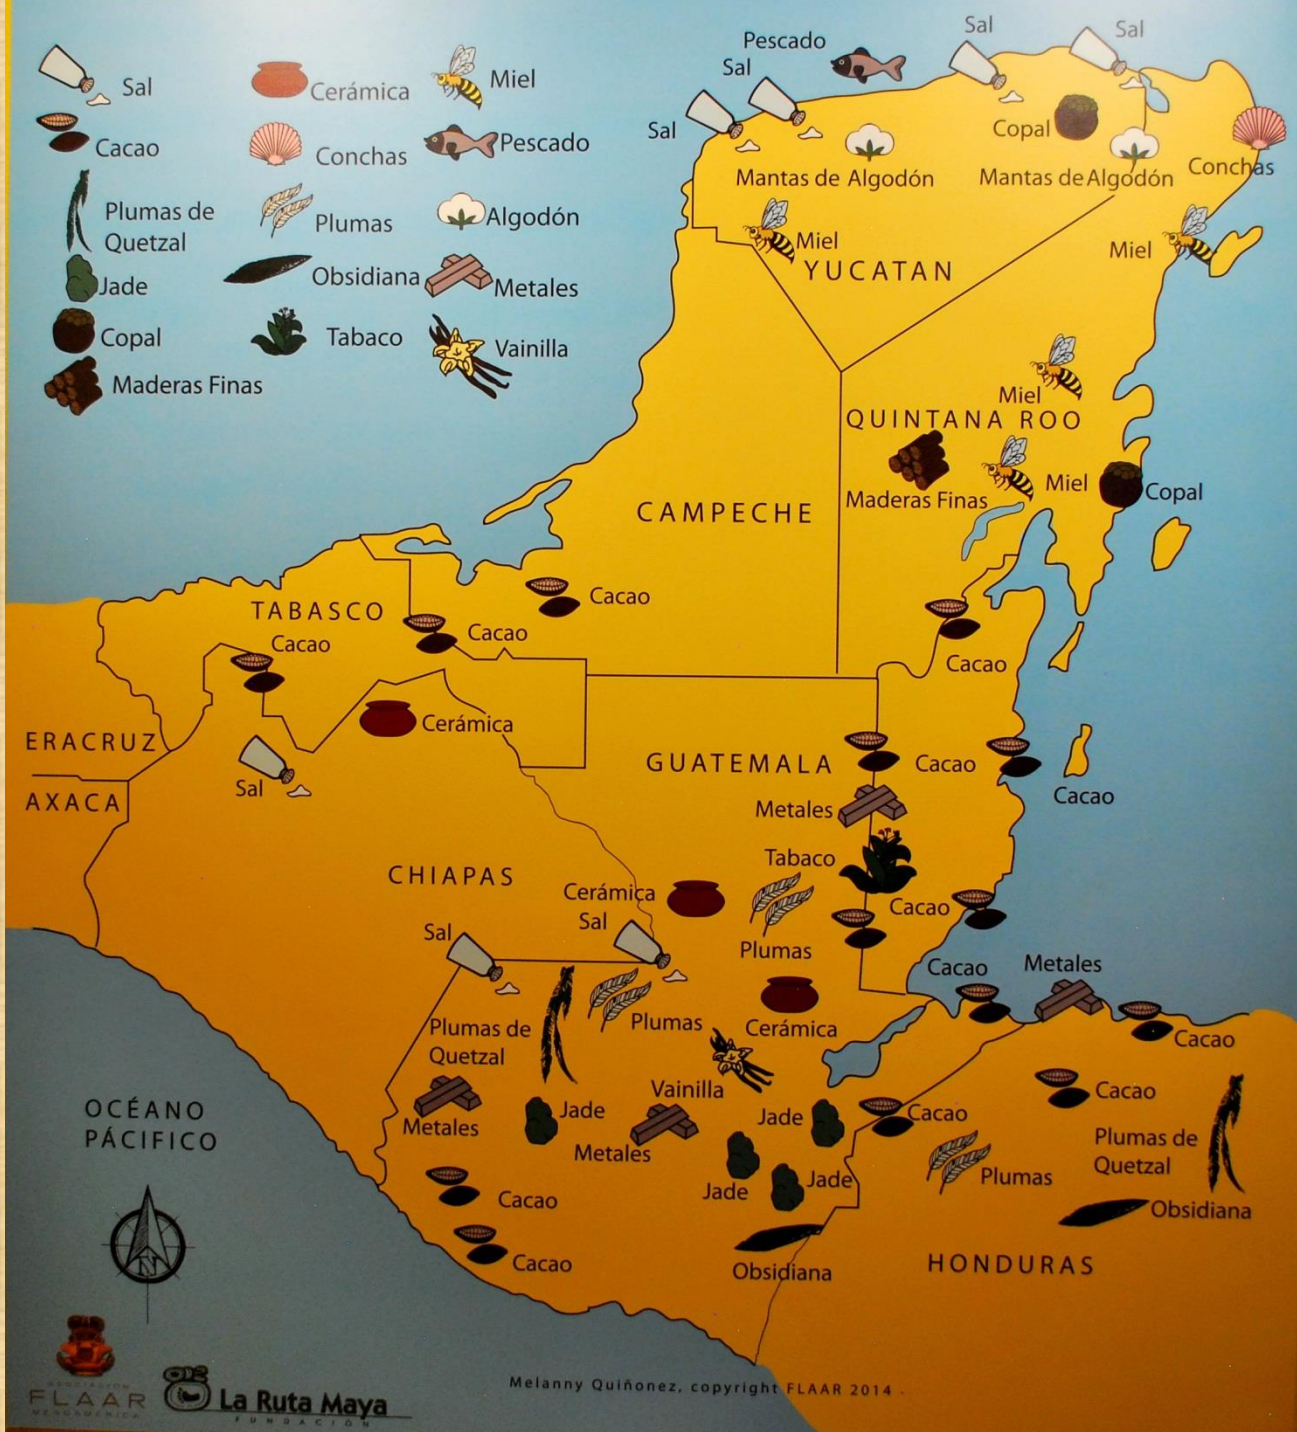 Sal
Cacao
Plumas de
Quetzal
Jade
Copal
Maderas Finas
Cerámica
Conchas
Plumas
Obsidiana
Tabaco
Miel
Pescado
Algodón
Metales
Vainilla
Sal
Sal
Pescado
Sal
Sal
Copal
Conchas
Mantas de Algodón
Mantas de Algodón
Miel
Miel
YUCATAN
Miel
QUINTANA ROO
Maderas Finas
Miel
Copal
CAMPECHE
Cacao
TABASCO
Cacao
Cacao
Cacao
Cerámica
ERACRUZ
AXACA
Sal
GUATEMALA
Cacao
Cacao
Metales
Tabaco
CHIAPAS
Cerámica
Sal
Cacao
Plumas
Sal
Cacao
Metales
Plumas de
Quetzal
Plumas
Cerámica
Cacao
Vainilla
Cacao
Metales
Jade
Metales
Jade
Cacao
Plumas de
Quetzal
Jade
Jade
Plumas
Cacao
Obsidiana
Cacao
Obsidiana
HONDURAS
OCÉANO
PÁCIFICO
N
ASOCIACIÓN
FLAAR
MESOAMÉRICA
La Ruta Maya
FUNDACIÓN
Melanny Quiñonez, copyright FLAAR 2014 .